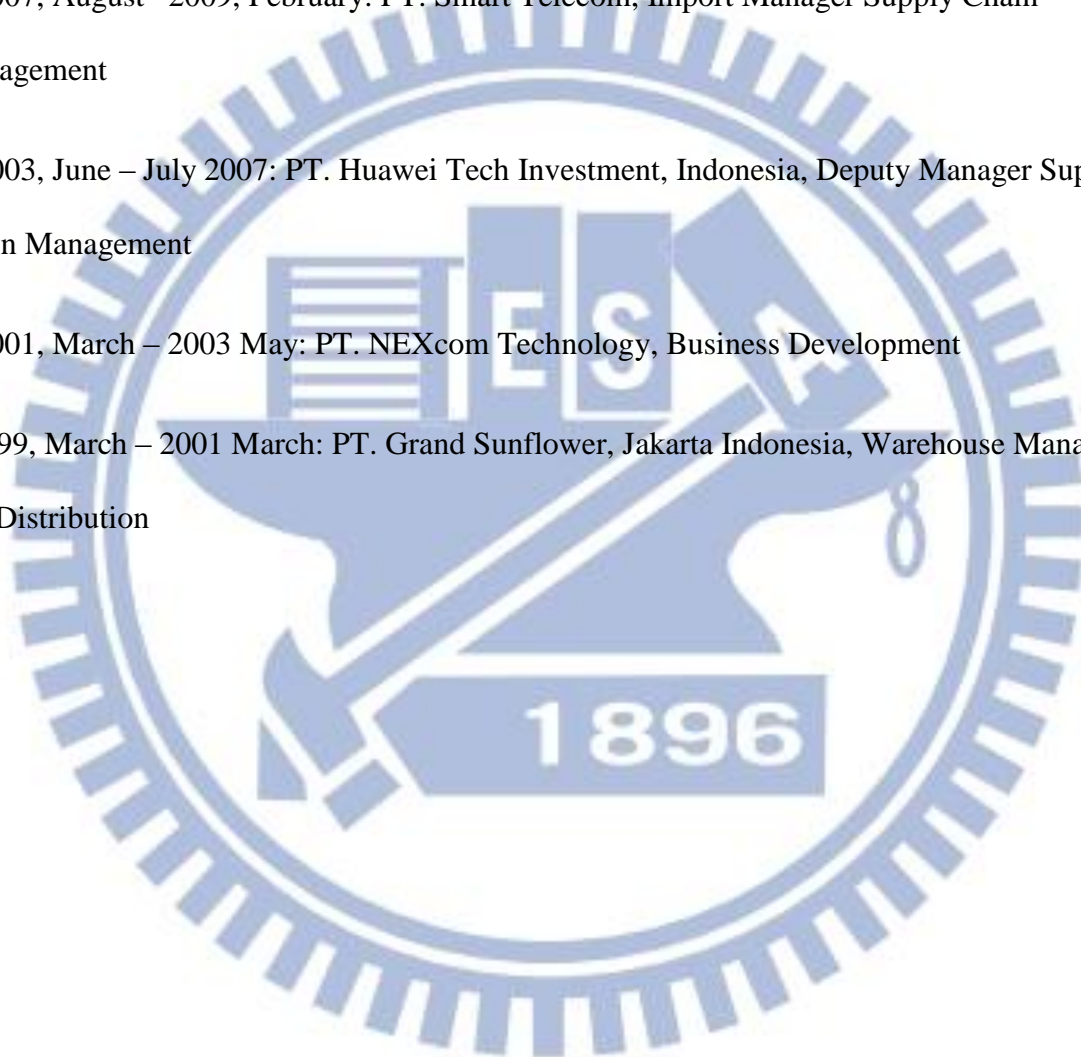 007, August - 2009, February: PT. Smart Telecom, Import Manager Supply Chain
agement
003, June – July 2007: PT. Huawei Tech Investment, Indonesia, Deputy Manager Sup
n Management
ESA
001, March – 2003 May: PT. NEXcom Technology, Business Development
99, March – 2001 March: PT. Grand Sunflower, Jakarta Indonesia, Warehouse Mana
Distribution
1896